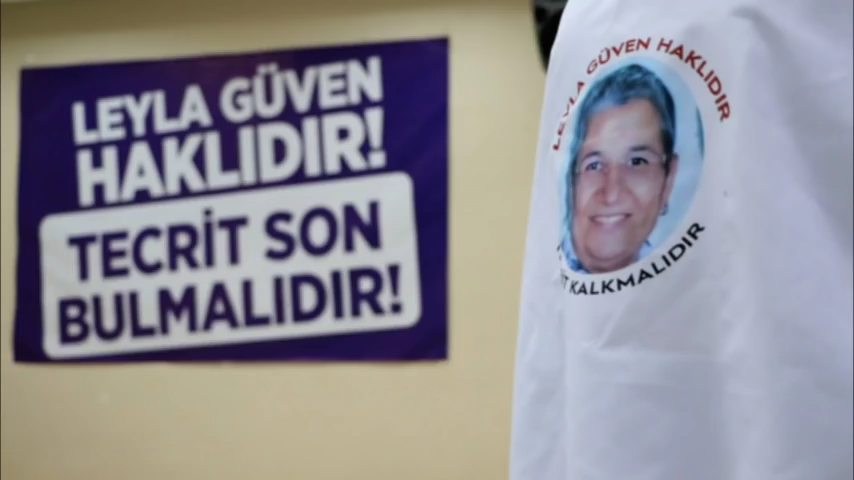 LEYLA GÜVEN
HAKLIDIR!
TECRİT SON
BULMALIDIR!
LEYLA GÜVEN HAKLIDIR
KALKMALIDIR